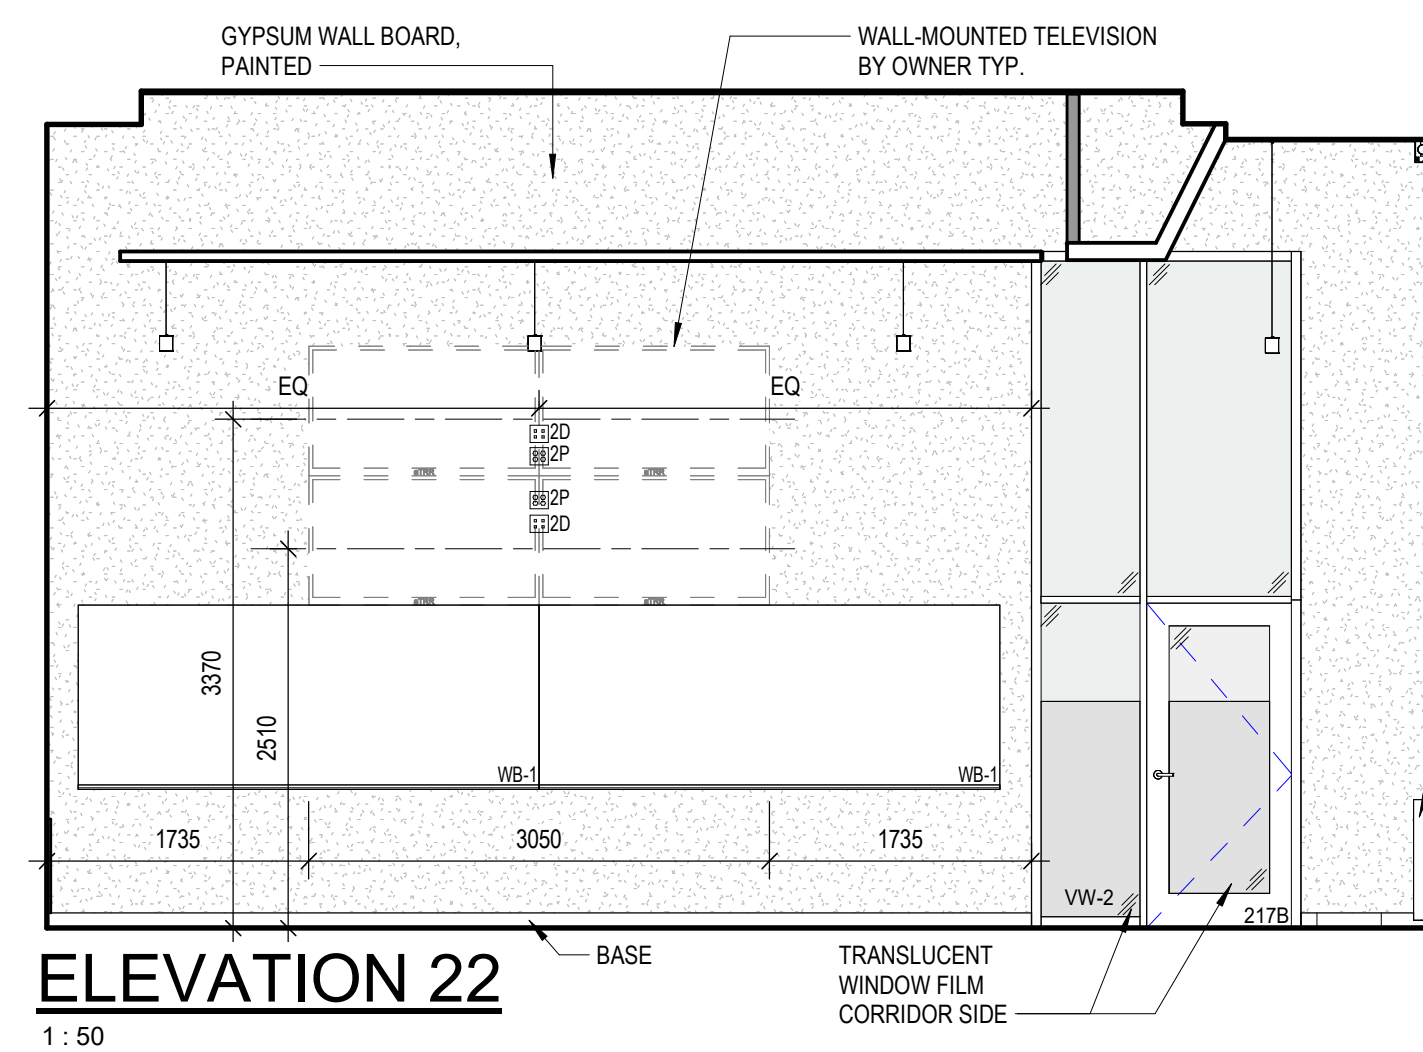 GYPSUM WALL BOARD,
PAINTED
WALL-MOUNTED TELEVISION
BY OWNER TYP.
EQ
EQ
2D
2P
2P
2D
3370
2510
WB-1
WB-1
1735
3050
1735
VW-2
217B
BASE
TRANSLUCENT
WINDOW FILM
CORRIDOR SIDE
ELEVATION 22
1 : 50